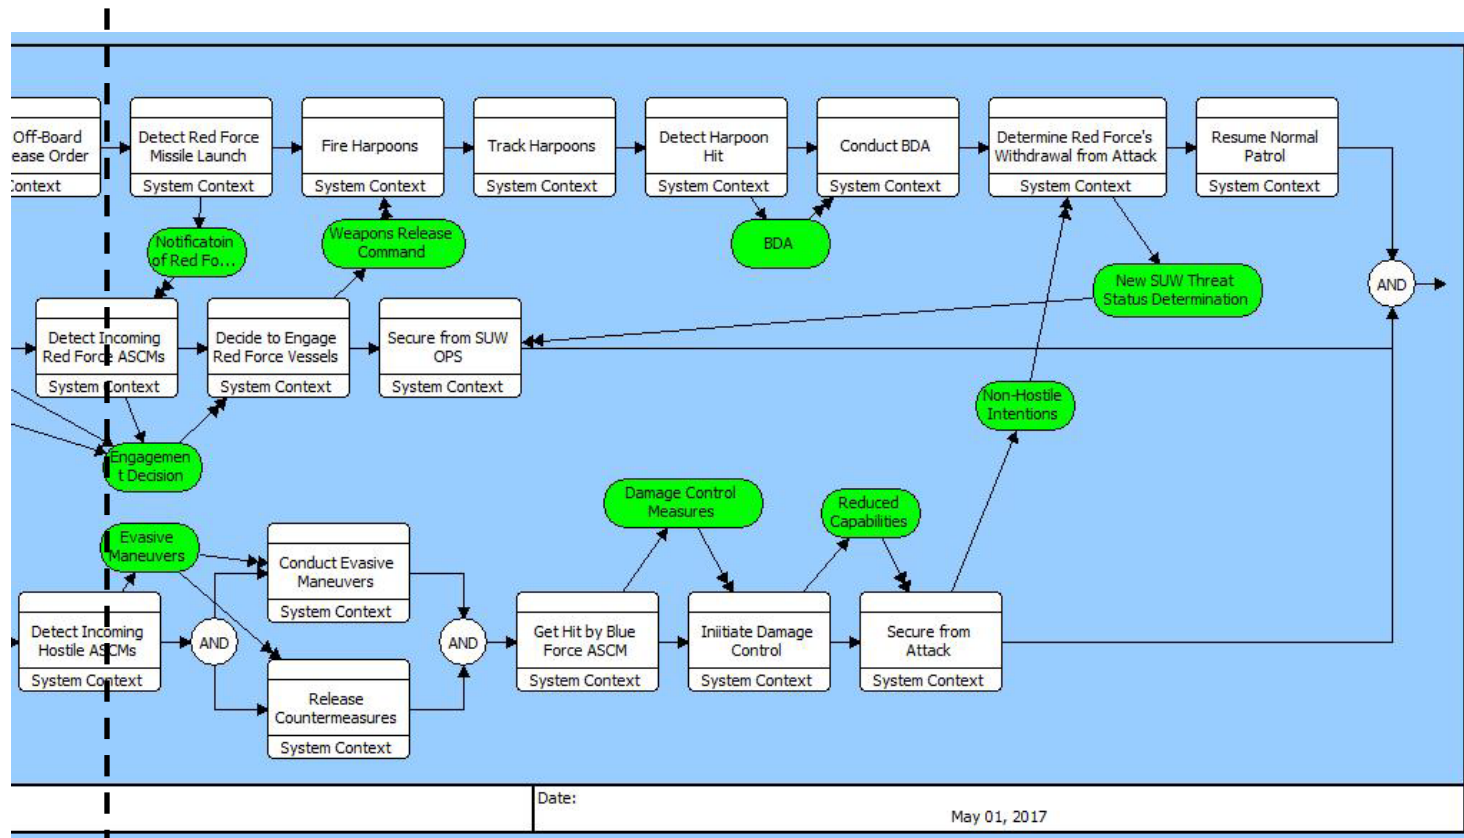 Off-Board
ease Order
Context
Detect Red Force
Missile Launch
System Context
Fire Harpoons
System Context
Track Harpoons
System Context
Detect Harpoon
Hit
System Context
Conduct BDA
System Context
Determine Red Force's
Withdrawal from Attack
System Context
Resume Normal
Patrol
System Context
Notificatoin
of Red Fo...
Weapons Release
Command
BDA
New SUW Threat
Status Determination
AND
Detect Incoming
Red Force ASCMs
System Context
Decide to Engage
Red Force Vessels
System Context
Secure from SUW
OPS
System Context
Non-Hostile
Intentions
Engagemen
t Decision
Damage Control
Measures
Reduced
Capabilities
Evasive
Maneuvers
Conduct Evasive
Maneuvers
System Context
Detect Incoming
Hostile ASCMs
System Context
AND
AND
Get Hit by Blue
Force ASCM
System Context
Iniitiate Damage
Control
System Context
Secure from
Attack
System Context
Release
Countermeasures
System Context
Date:
May 01, 2017